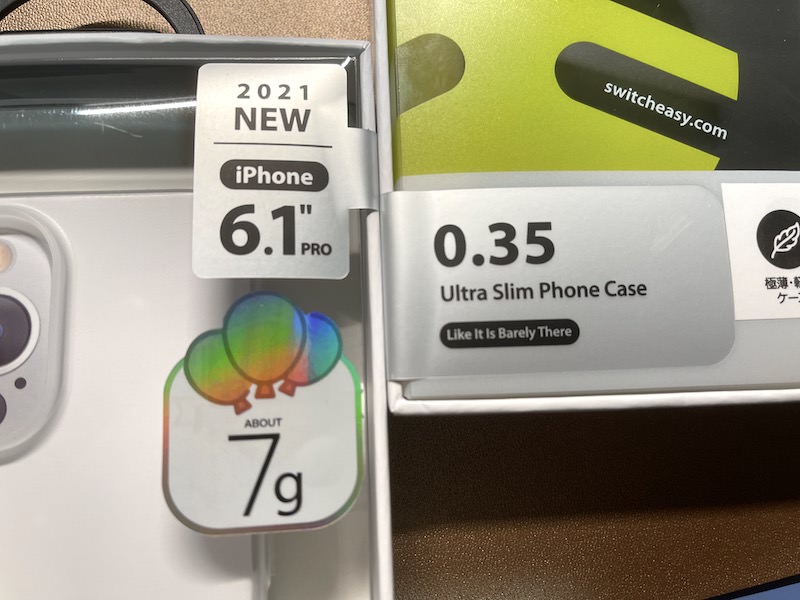 2021
NEW
iPhone
6.1"PRO
ABOUT
7g
switcheasy.com
0.35
Ultra Slim Phone Case
Like It Is Barely There
極薄・軽
ケー